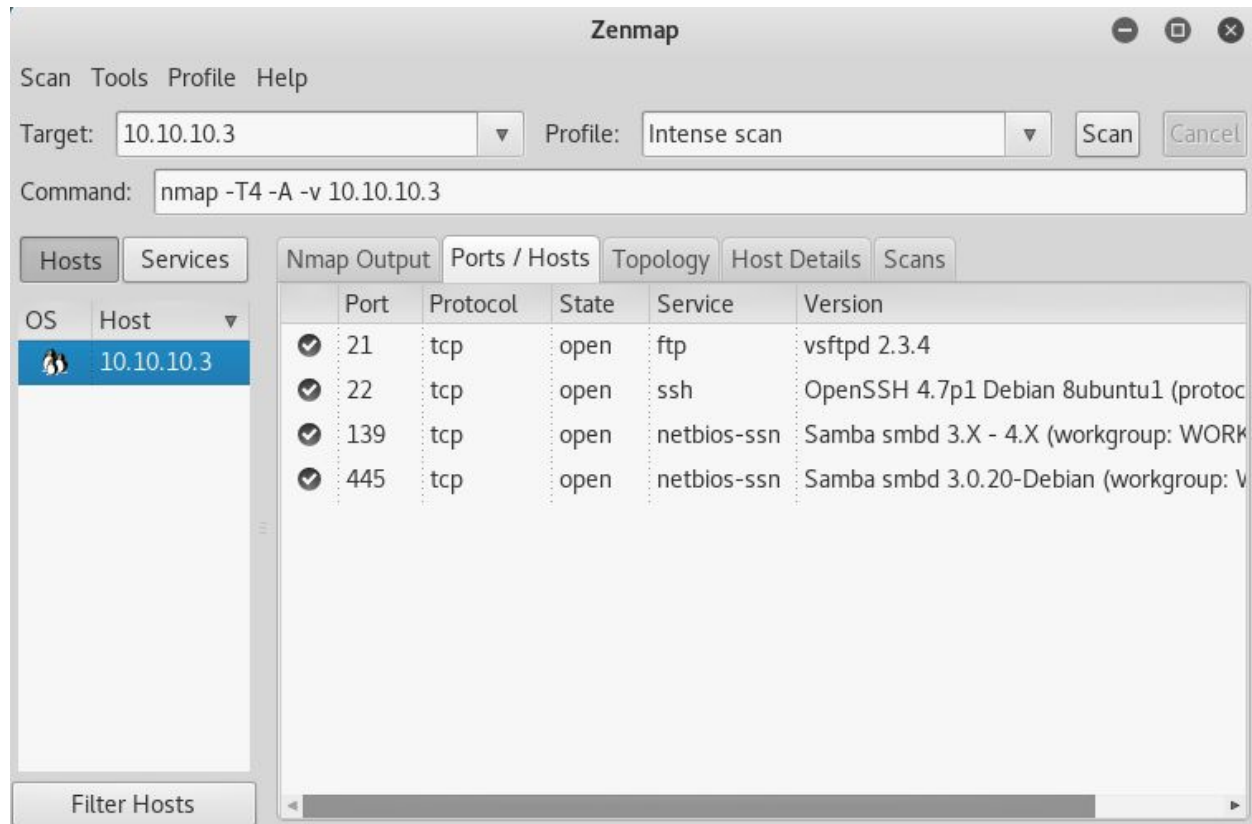 Zenmap
Scan Tools Profile Help
Target: 10.10.10.3 Profile: Intense scan Scan Cancel
Command: nmap -T4 -A -v 10.10.10.3
Hosts Services Nmap Output Ports / Hosts Topology Host Details Scans
OS Host Port Protocol State Service Version
10.10.10.3
21 tcp open ftp vsftpd 2.3.4
22 tcp open ssh OpenSSH 4.7p1 Debian 8ubuntu1 (protoc
139 tcp open netbios-ssn Samba smbd 3.X - 4.X (workgroup: WORK
445 tcp open netbios-ssn Samba smbd 3.0.20-Debian (workgroup:
Filter Hosts